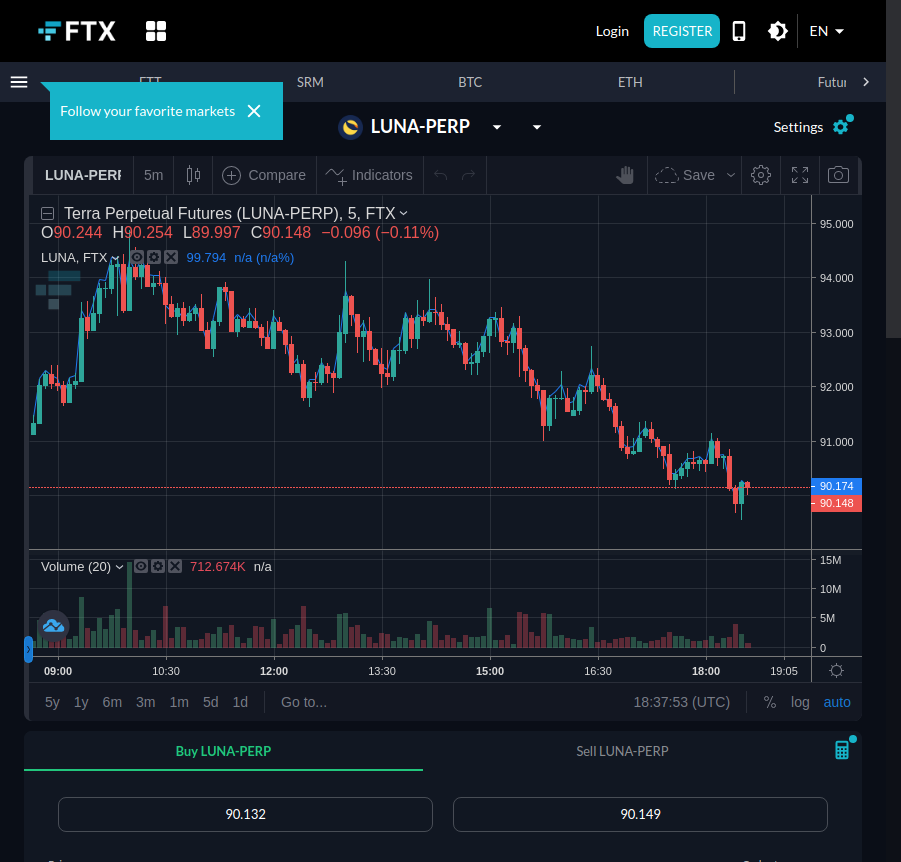 FTX
Login REGISTER EN
FTT SRM BTC ETH Futur
Follow your favorite markets
LUNA-PERP
Settings
LUNA-PERP 5m Compare Indicators Save
Terra Perpetual Futures (LUNA-PERP), 5, FTX
O90.244 H90.254 L89.997 C90.148 −0.096 (−0.11%)
LUNA, FTX 99.794 n/a (n/a%)
95.000
94.000
93.000
92.000
91.000
90.174
90.148
Volume (20) 712.674K n/a
15M
10M
5M
0
09:00 10:30 12:00 13:30 15:00 16:30 18:00 19:05
5y 1y 6m 3m 1m 5d 1d Go to... 18:37:53 (UTC) % log auto
Buy LUNA-PERP Sell LUNA-PERP
90.132 90.149